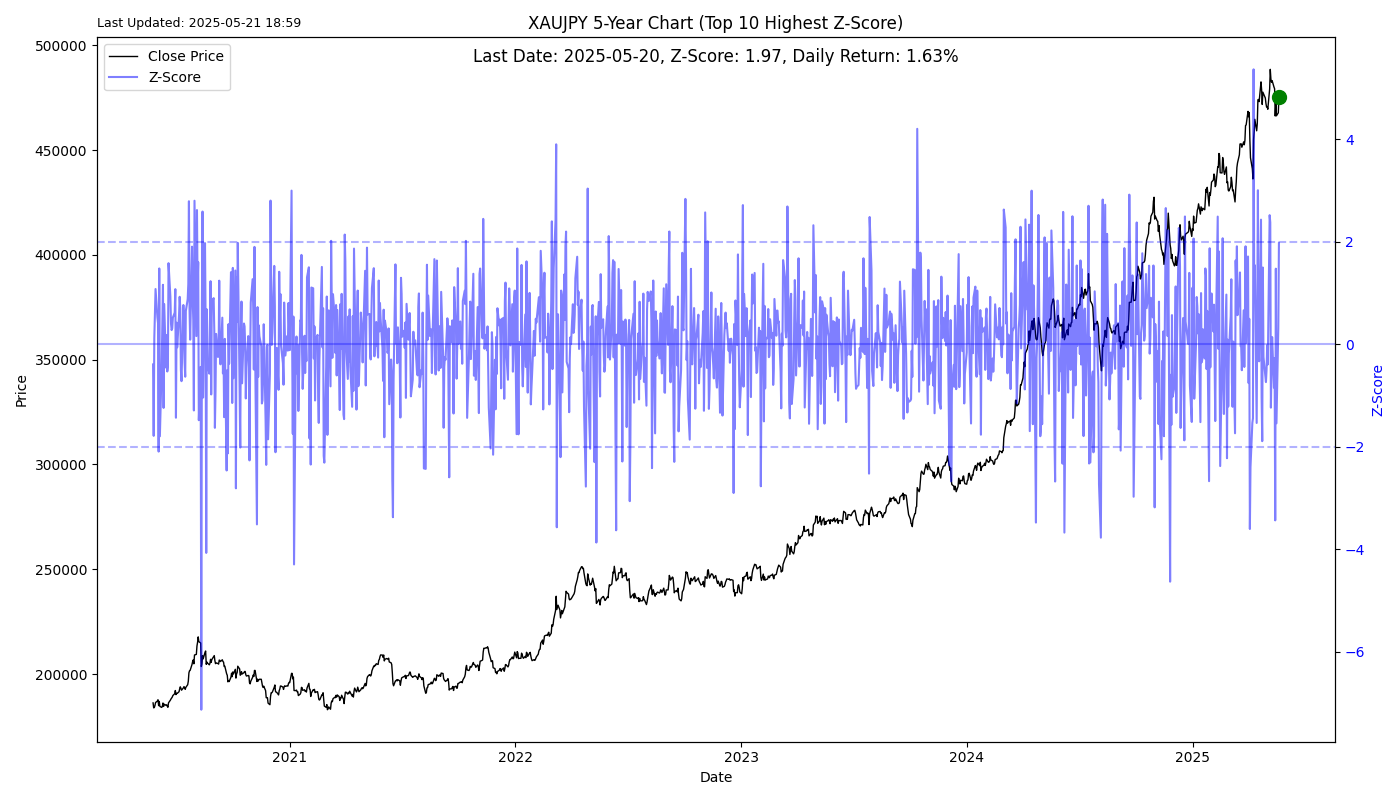 Last Updated: 2025-05-21 18:59
XAUJPY 5-Year Chart (Top 10 Highest Z-Score)
Last Date: 2025-05-20, Z-Score: 1.97, Daily Return: 1.63%
Close Price
Z-Score
500000
450000
400000
350000
300000
250000
200000
Price
4
2
0
−2
−4
−6
Z-Score
2021
2022
2023
2024
2025
Date